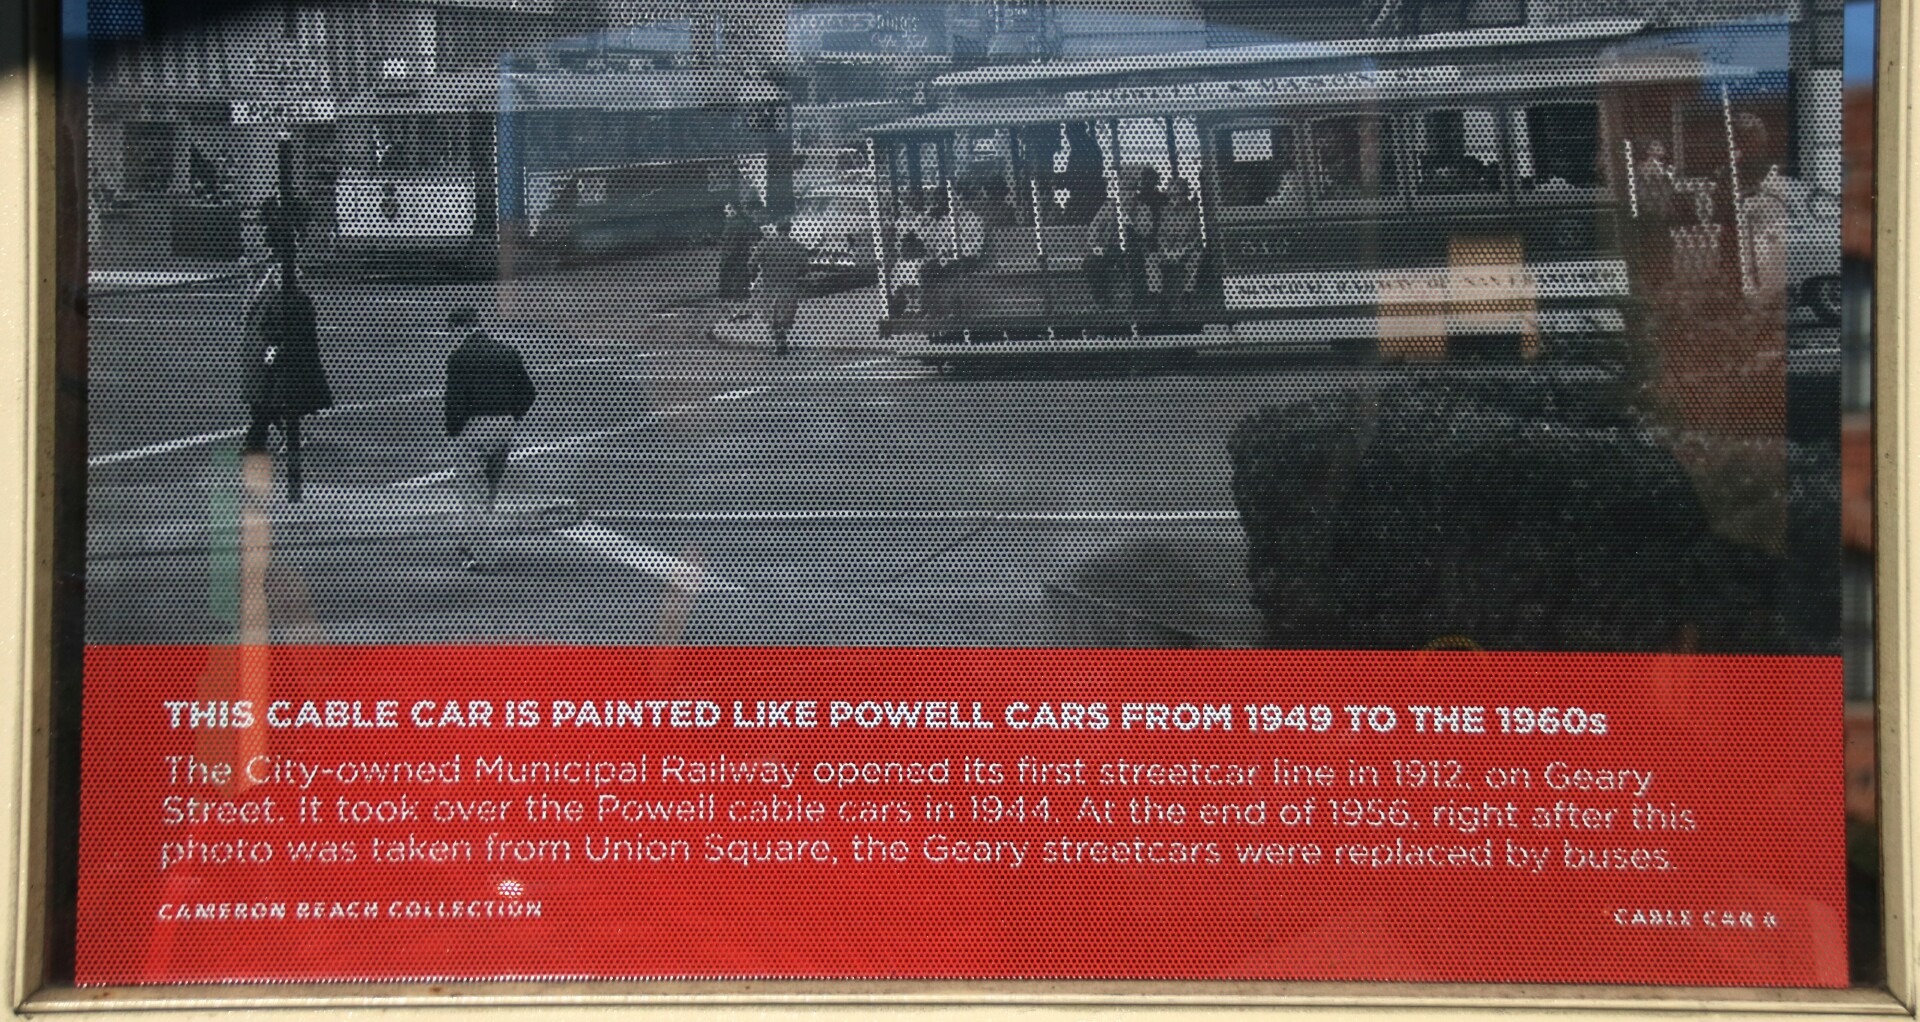 THIS CABLE CAR IS PAINTED LIKE POWELL CARS FROM 1949 TO THE 1960s
The City-owned Municipal Railway opened its first streetcar line in 1912, on Geary
Street. It took over the Powell cable cars in 1944. At the end of 1956, right after this
photo was taken from Union Square, the Geary streetcars were replaced by buses.
CAMERON BEACH COLLECTION
CABLE CAR